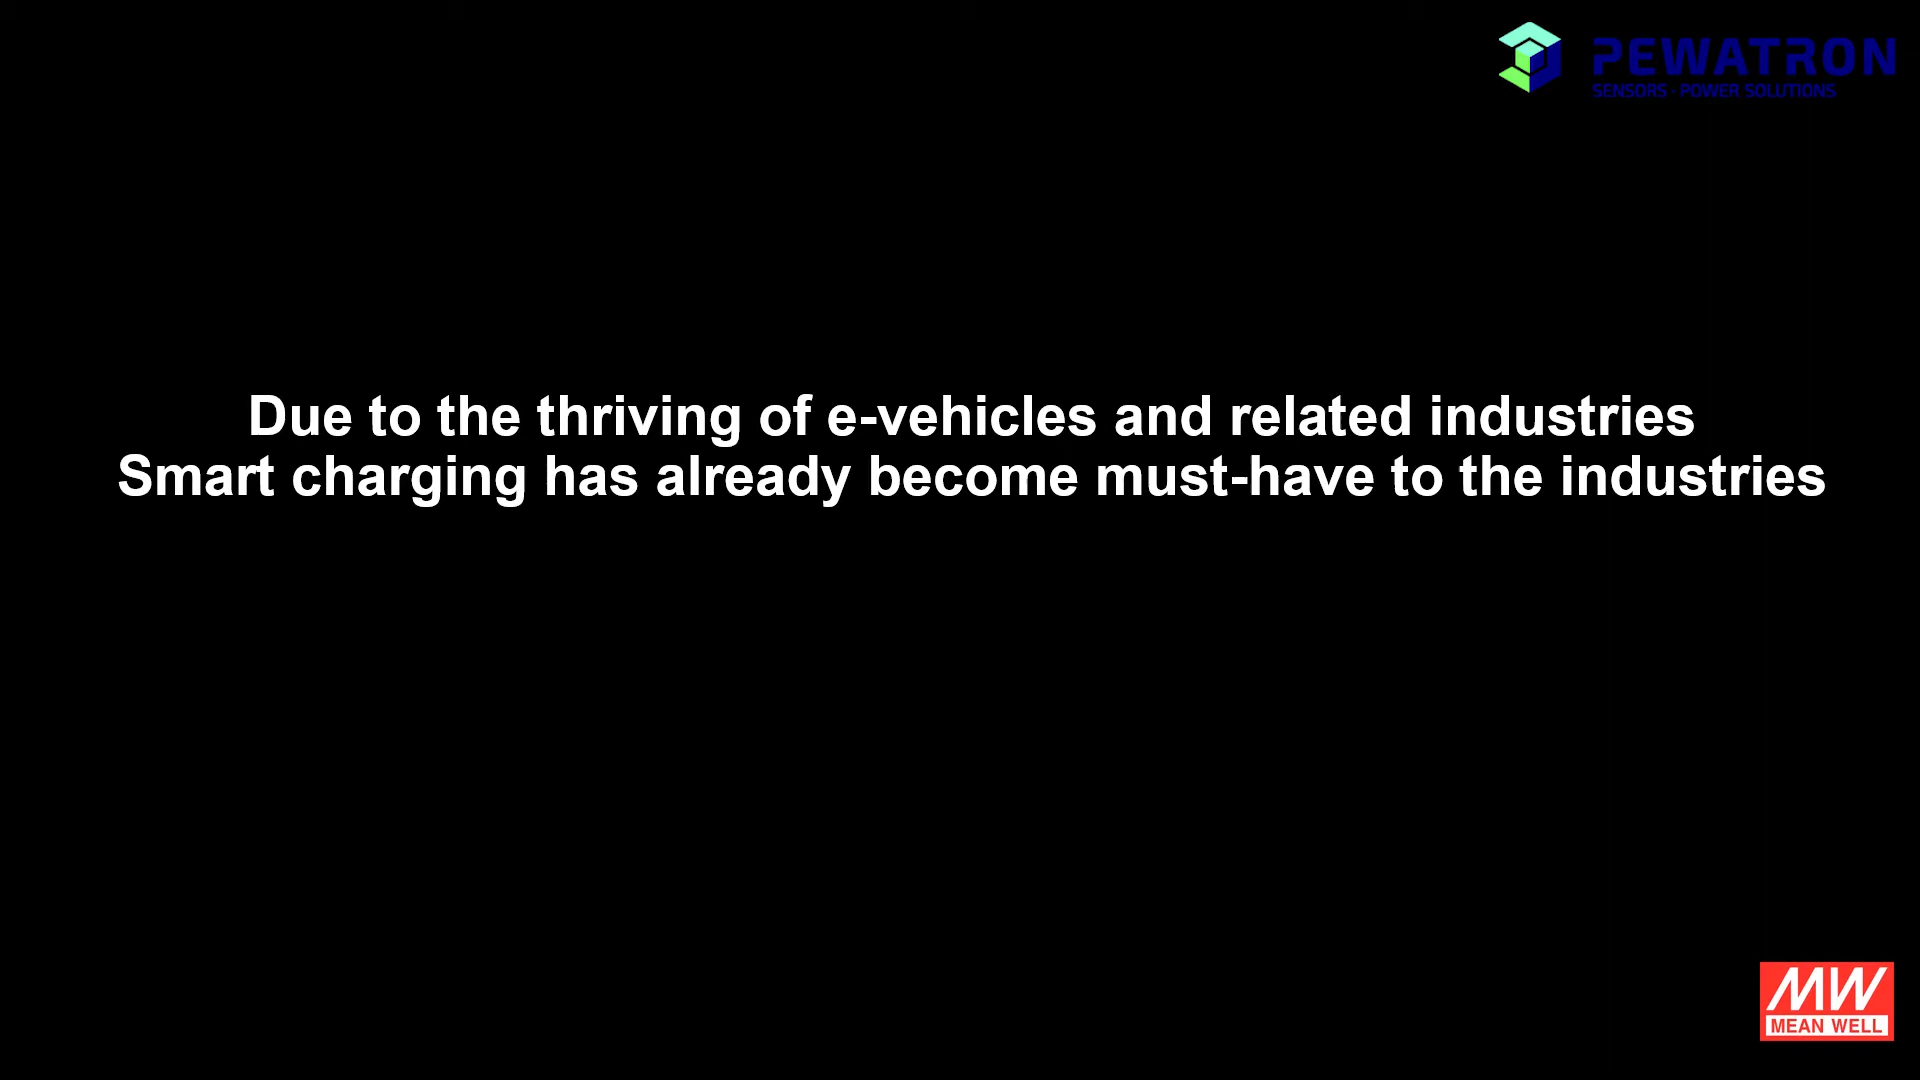 PEWATRON
SENSORS - POWER SOLUTIONS
Due to the thriving of e-vehicles and related industries
Smart charging has already become must-have to the industries
MW
MEAN WELL